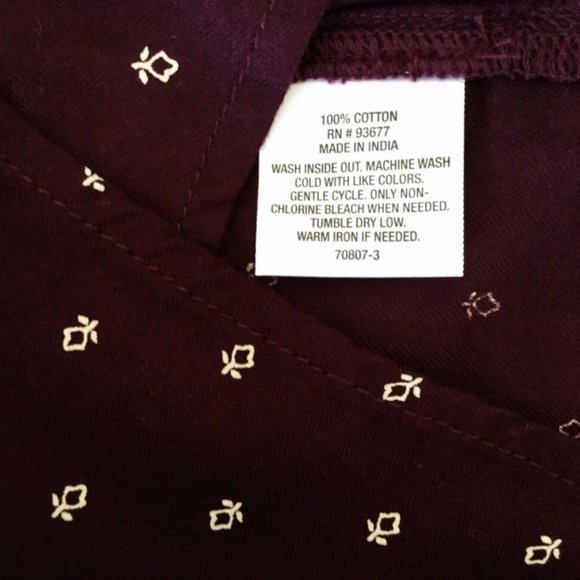 100% COTTON
RN # 93677
MADE IN INDIA
WASH INSIDE OUT. MACHINE WASH
COLD WITH LIKE COLORS.
GENTLE CYCLE. ONLY NON-
CHLORINE BLEACH WHEN NEEDED.
TUMBLE DRY LOW.
WARM IRON IF NEEDED.
70807-3